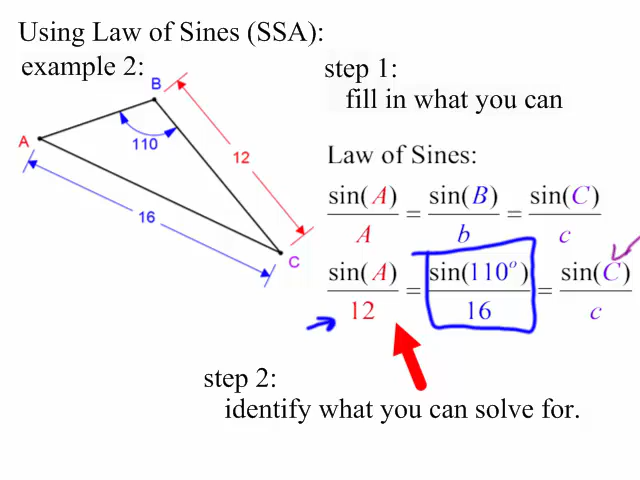 Using Law of Sines (SSA):
example 2:
step 1:
fill in what you can
B
A
110
12
16
C
Law of Sines:
sin(A)/A = sin(B)/b = sin(C)/c
sin(A)/12 = sin(110°)/16 = sin(C)/c
step 2:
identify what you can solve for.